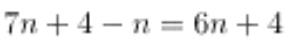 7n + 4 − n = 6n + 4